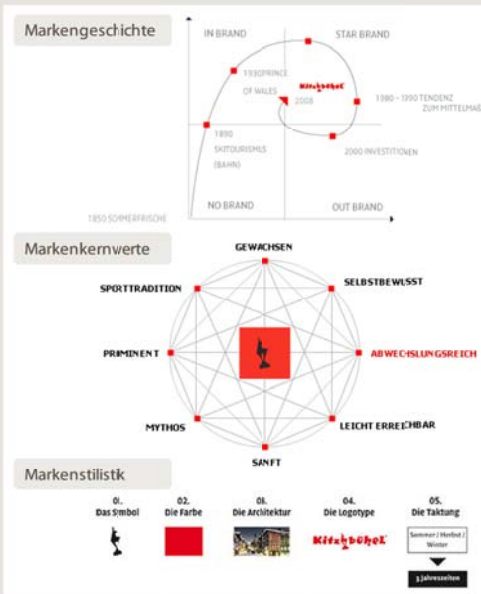 Markengeschichte
IN BRAND
STAR BRAND
1930PRINCE
OF WALES
Kitzbühel
2008
1980 – 1990 TENDENZ
ZUM MITTELMAß
1890
SKITOURISMUS
(BAHN)
2000 INVESTITIONEN
NO BRAND
OUT BRAND
1850 SOMMERFRISCHE
Markenkernwerte
GEWACHSEN
SPORTTRADITION
SELBSTBEWUSST
PROMINENT
ABWECHSLUNGSREICH
MYTHOS
LEICHT ERREICHBAR
SANFT
Markenstilistik
01.
Das Symbol
02.
Die Farbe
03.
Die Architektur
04.
Die Logotype
05.
Die Taktung
Kitzbühel
Sommer / Herbst /
Winter
3 Jahreszeiten